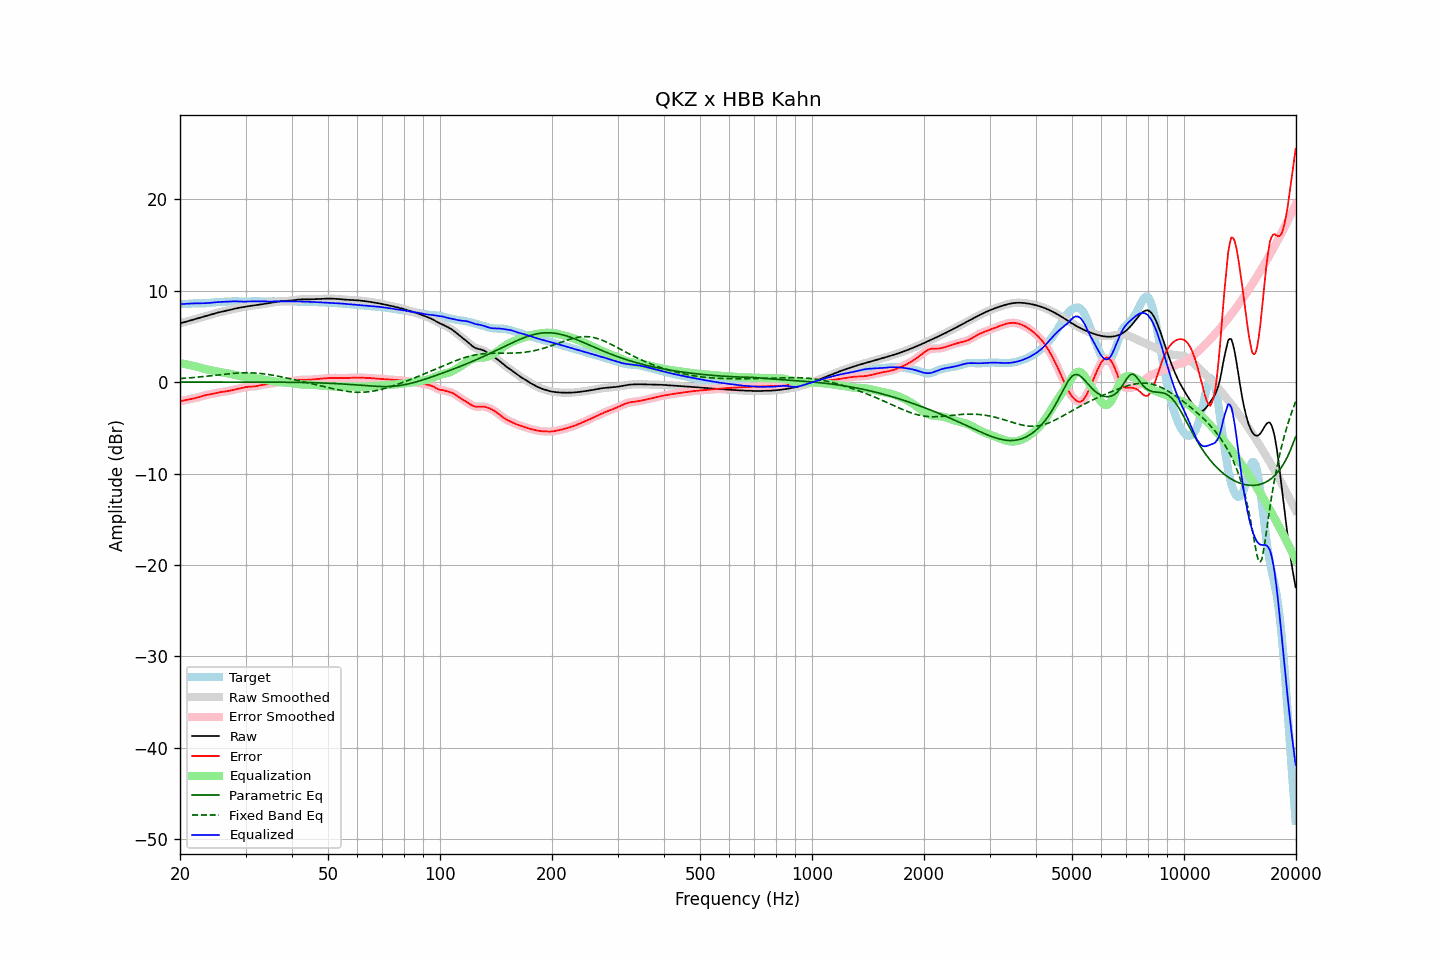 QKZ x HBB Kahn
Amplitude (dBr)
20
10
0
−10
−20
−30
−40
−50
Target
Raw Smoothed
Error Smoothed
Raw
Error
Equalization
Parametric Eq
Fixed Band Eq
Equalized
20 50 100 200 500 1000 2000 5000 10000 20000
Frequency (Hz)